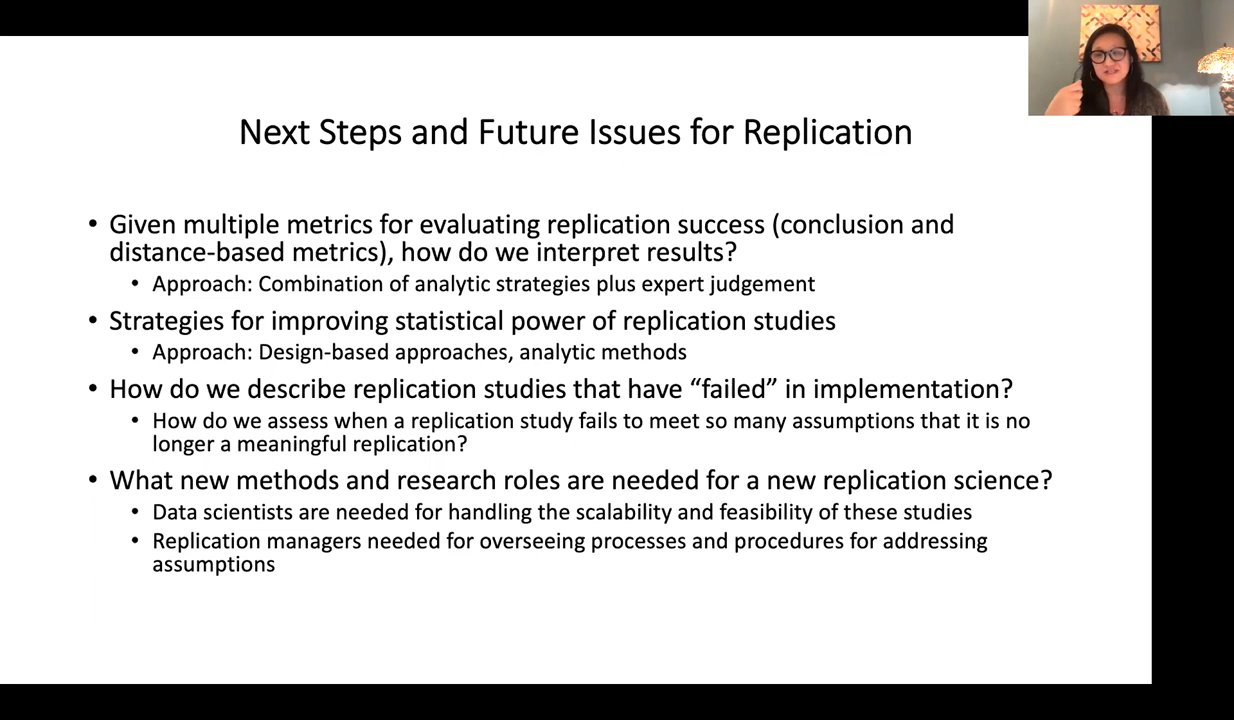 Next Steps and Future Issues for Replication
• Given multiple metrics for evaluating replication success (conclusion and
distance-based metrics), how do we interpret results?
• Approach: Combination of analytic strategies plus expert judgement
• Strategies for improving statistical power of replication studies
• Approach: Design-based approaches, analytic methods
• How do we describe replication studies that have “failed” in implementation?
• How do we assess when a replication study fails to meet so many assumptions that it is no
longer a meaningful replication?
• What new methods and research roles are needed for a new replication science?
• Data scientists are needed for handling the scalability and feasibility of these studies
• Replication managers needed for overseeing processes and procedures for addressing
assumptions